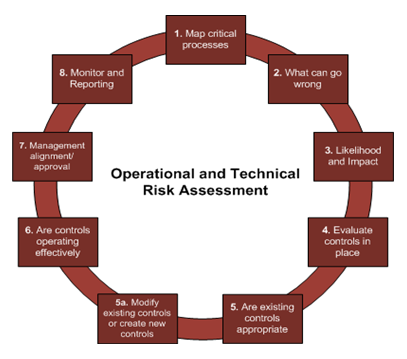 1. Map critical
processes
2. What can go
wrong
3. Likelihood
and Impact
4. Evaluate
controls in
place
5. Are existing
controls
appropriate
5a. Modify
existing controls
or create new
controls
6. Are controls
operating
effectively
7. Management
alignment/
approval
8. Monitor and
Reporting
Operational and Technical
Risk Assessment